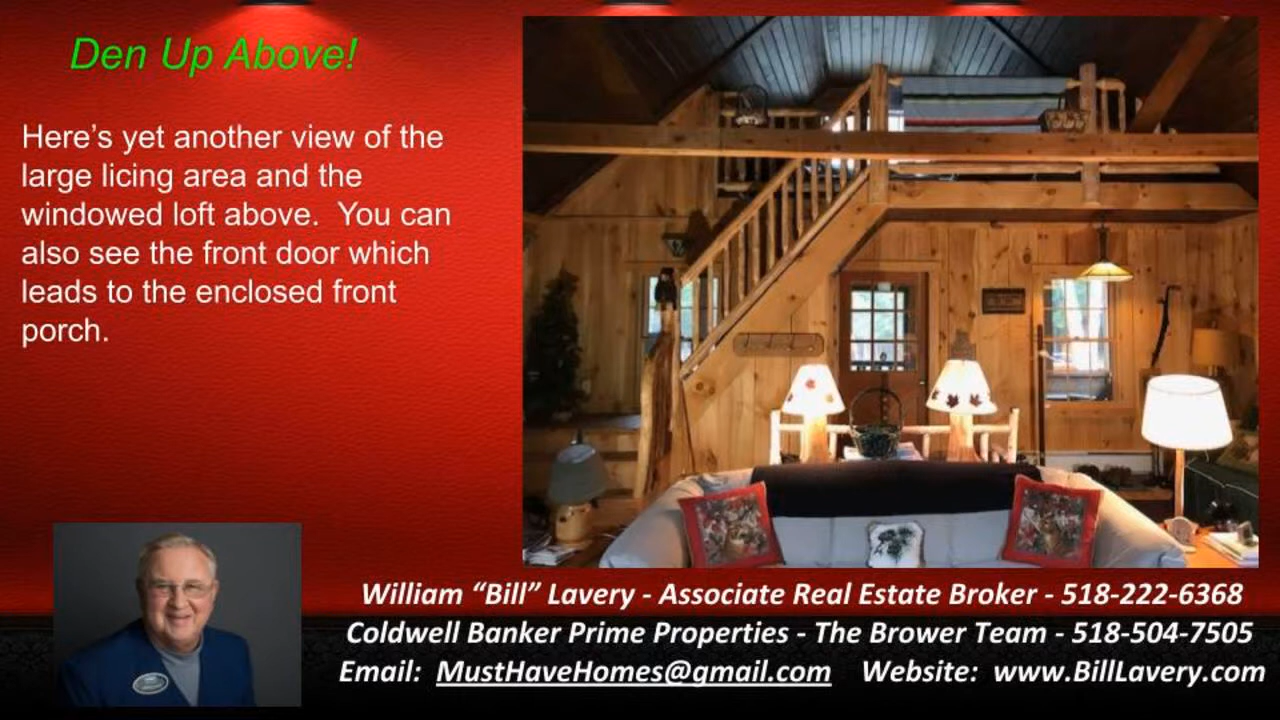 Den Up Above!
Here’s yet another view of the
large licing area and the
windowed loft above.  You can
also see the front door which
leads to the enclosed front
porch.
William “Bill” Lavery - Associate Real Estate Broker - 518-222-6368
Coldwell Banker Prime Properties - The Brower Team - 518-504-7505
Email:  MustHaveHomes@gmail.com    Website:  www.BillLavery.com